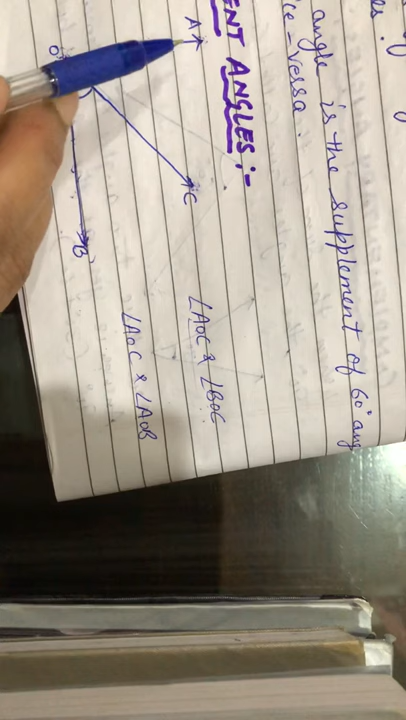 es.
angle is the supplement of 60° ang
ice-versa.
ENT ANGLES :-
A
C
O
B
∠AOC & ∠BOC
∠AOC & ∠AOB